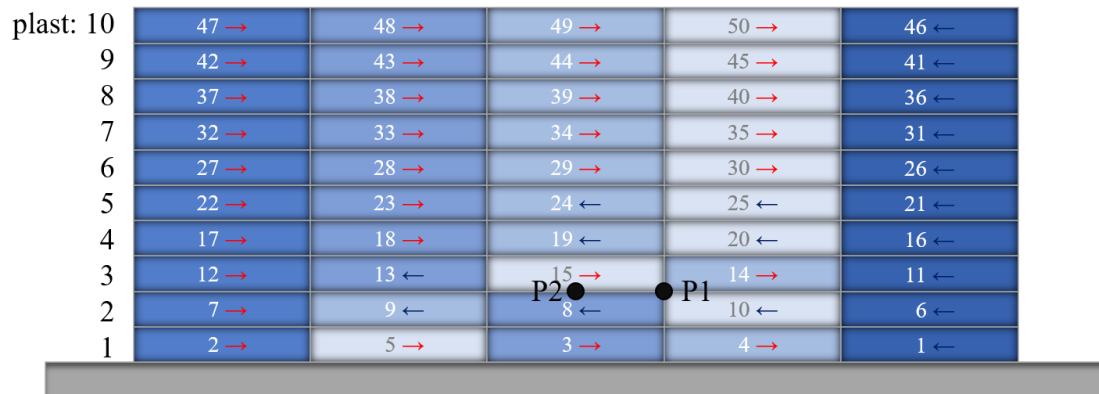 plast: 10 47 → 48 → 49 → 50 → 46 ←
9 42 → 43 → 44 → 45 → 41 ←
8 37 → 38 → 39 → 40 → 36 ←
7 32 → 33 → 34 → 35 → 31 ←
6 27 → 28 → 29 → 30 → 26 ←
5 22 → 23 → 24 ← 25 ← 21 ←
4 17 → 18 → 19 ← 20 ← 16 ←
3 12 → 13 ← 15 → 14 → 11 ←
P2 P1
2 7 → 9 ← 8 ← 10 ← 6 ←
1 2 → 5 → 3 → 4 → 1 ←